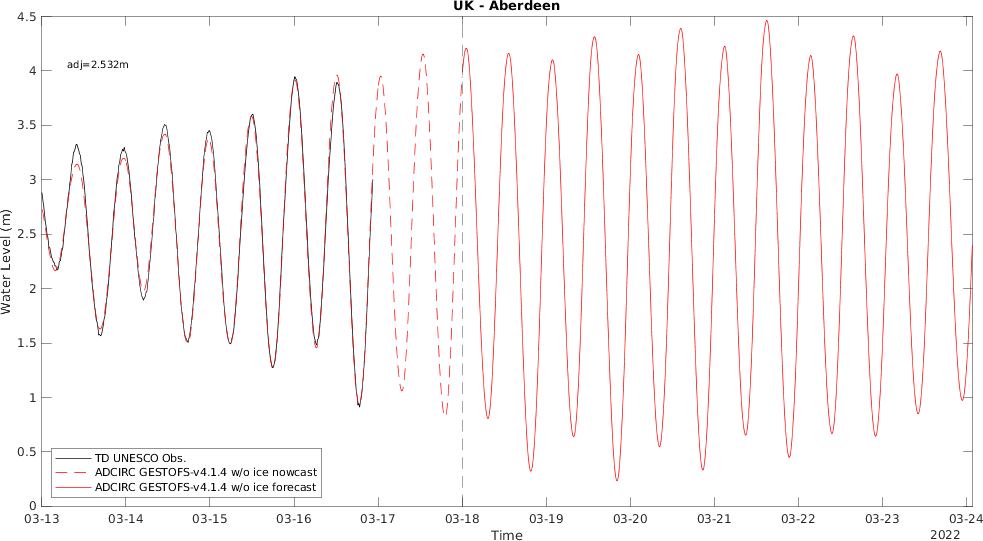 UK - Aberdeen
adj=2.532m
4.5
4
3.5
3
2.5
2
1.5
1
0.5
0
Water Level (m)
TD UNESCO Obs.
ADCIRC GESTOFS-v4.1.4 w/o ice nowcast
ADCIRC GESTOFS-v4.1.4 w/o ice forecast
03-13 03-14 03-15 03-16 03-17 03-18 03-19 03-20 03-21 03-22 03-23 03-24
Time
2022